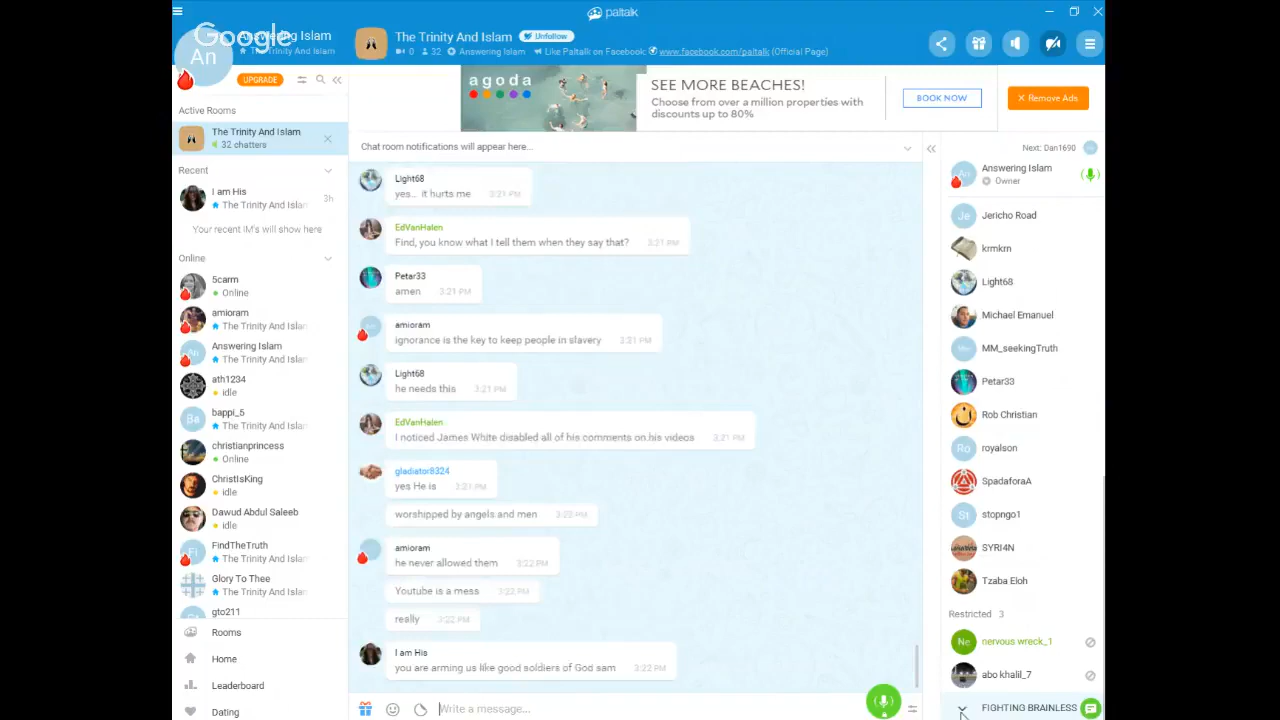 paltalk
Google
Answering Islam
The Trinity And Islam
An
The Trinity And Islam
Unfollow
0 32 Answering Islam Like Paltalk on Facebook: www.facebook.com/paltalk (Official Page)
UPGRADE
Active Rooms
The Trinity And Islam
32 chatters
Recent
I am His
3h
The Trinity And Islam
Your recent IM's will show here
Online
5carm
Online
amioram
The Trinity And Islam
Answering Islam
The Trinity And Islam
An
ath1234
idle
bappi_5
The Trinity And Islam
Ba
christianprincess
Online
ChristIsKing
idle
Dawud Abdul Saleeb
idle
FindTheTruth
The Trinity And Islam
Fi
Glory To Thee
The Trinity And Islam
gto211
Rooms
Home
Leaderboard
Dating
agoda
SEE MORE BEACHES!
Choose from over a million properties with
discounts up to 80%
BOOK NOW
Remove Ads
Chat room notifications will appear here...
Light68
yes... it hurts me 3:21 PM
EdVanHalen
Find, you know what I tell them when they say that? 3:21 PM
Petar33
amen 3:21 PM
amioram
ignorance is the key to keep people in slavery 3:21 PM
Light68
he needs this 3:21 PM
EdVanHalen
I noticed James White disabled all of his comments on his videos 3:21 PM
gladiator8324
yes He is 3:21 PM
worshipped by angels and men 3:22 PM
amioram
he never allowed them 3:22 PM
Youtube is a mess 3:22 PM
really 3:22 PM
I am His
you are arming us like good soldiers of God sam 3:22 PM
Write a message...
Next: Dan1690
An
Answering Islam
Owner
Je
Jericho Road
krmkrn
Light68
Michael Emanuel
MM_seekingTruth
Petar33
Rob Christian
Ro
royalson
SpadaforaA
St
stopngo1
SYRI4N
Tzaba Eloh
Restricted 3
Ne
nervous wreck_1
abo khalil_7
FIGHTING BRAINLESS